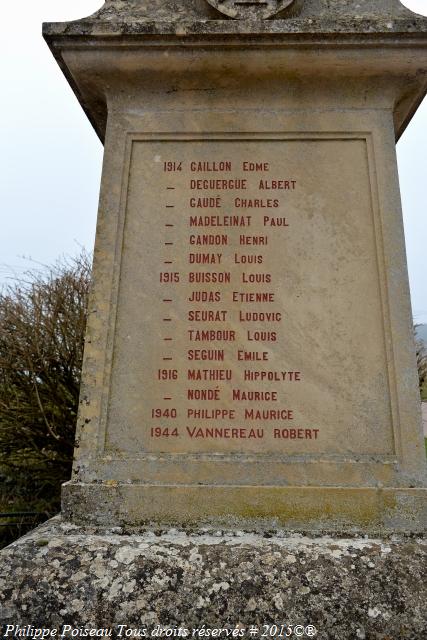 1914 GAILLON EDME
_ DEGUERGUE ALBERT
_ GAUDÉ CHARLES
_ MADELEINAT PAUL
_ GANDON HENRI
_ DUMAY LOUIS
1915 BUISSON LOUIS
_ JUDAS ETIENNE
_ SEURAT LUDOVIC
_ TAMBOUR LOUIS
_ SEGUIN EMILE
1916 MATHIEU HIPPOLYTE
_ NONDÉ MAURICE
1940 PHILIPPE MAURICE
1944 VANNEREAU ROBERT
Philippe Poiseau Tous droits réservés # 2015©®